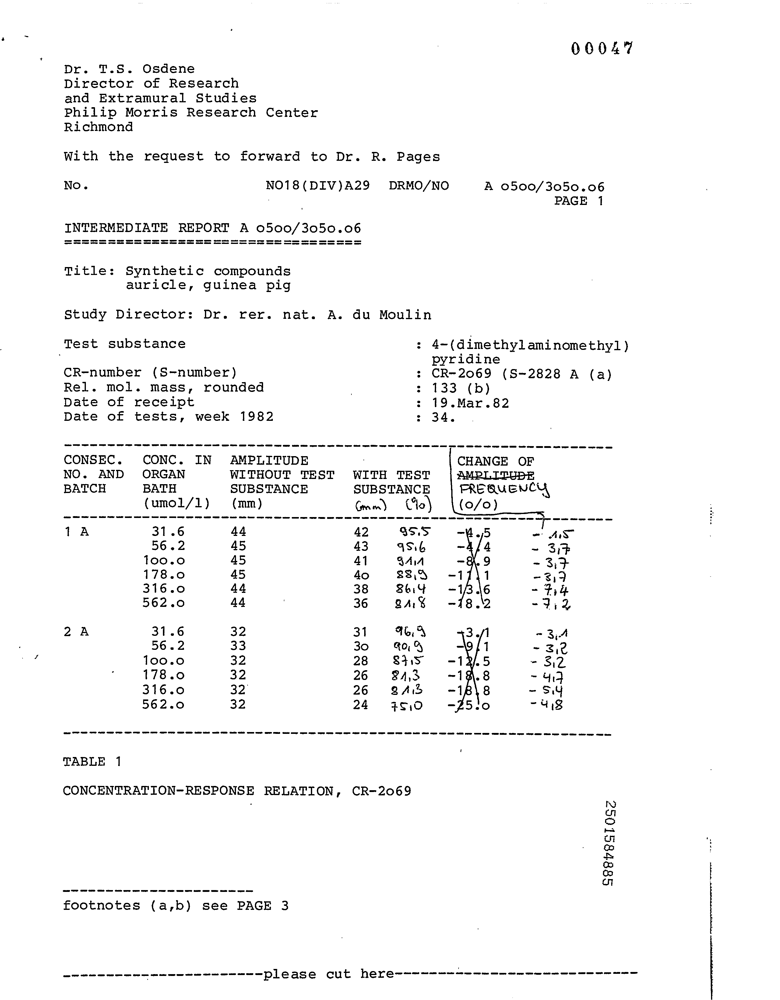 00047
Dr. T.S. Osdene
Director of Research
and Extramural Studies
Philip Morris Research Center
Richmond
With the request to forward to Dr. R. Pages
No. NO18(DIV)A29 DRMO/NO A o5oo/3o5o.o6
PAGE 1
INTERMEDIATE REPORT A o5oo/3o5o.o6
==================================
Title: Synthetic compounds
auricle, guinea pig
Study Director: Dr. rer. nat. A. du Moulin
Test substance : 4-(dimethylaminomethyl)
pyridine
CR-number (S-number) : CR-2o69 (S-2828 A (a)
Rel. mol. mass, rounded : 133 (b)
Date of receipt : 19.Mar.82
Date of tests, week 1982 : 34.
CONSEC. CONC. IN AMPLITUDE CHANGE OF
NO. AND ORGAN WITHOUT TEST WITH TEST AMPLITUDE
BATCH BATH SUBSTANCE SUBSTANCE FREQUENCY
(umol/l) (mm) (mm) (%) (o/o)
1 A 31.6 44 42 95.5 -4.5 -1,5
56.2 45 43 95,6 -4.4 -3,7
1oo.o 45 41 91,1 -8.9 -3,7
178.o 45 4o 88,9 -11.1 -3,7
316.o 44 38 86,4 -13.6 -7,4
562.o 44 36 81,8 -18.2 -7,2
2 A 31.6 32 31 96,9 -3.1 -3,1
56.2 33 3o 90,9 -9.1 -3,2
1oo.o 32 28 87,5 -12.5 -3,2
178.o 32 26 81,3 -18.8 -4,7
316.o 32 26 81,3 -18.8 -5,4
562.o 32 24 75,0 -25.o -4,8
TABLE 1
CONCENTRATION-RESPONSE RELATION, CR-2o69
2501584885
footnotes (a,b) see PAGE 3
-----------------------please cut here----------------------------